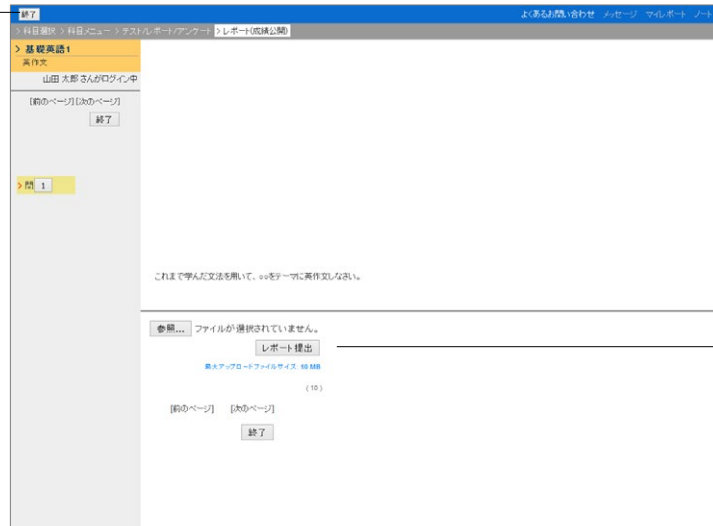 終了
よくあるお問い合わせ メッセージ マイレポート ノート
> 科目選択 > 科目メニュー > テスト/レポート/アンケート > レポート(成績公開)
> 基礎英語1
英作文
山田 太郎 さんがログイン中
[前のページ] [次のページ]
終了
> 問 1
これまで学んだ文法を用いて、○○をテーマに英作文しなさい。
参照... ファイルが選択されていません。
レポート提出
最大アップロードファイルサイズ: 10 MB
(10)
[前のページ] [次のページ]
終了